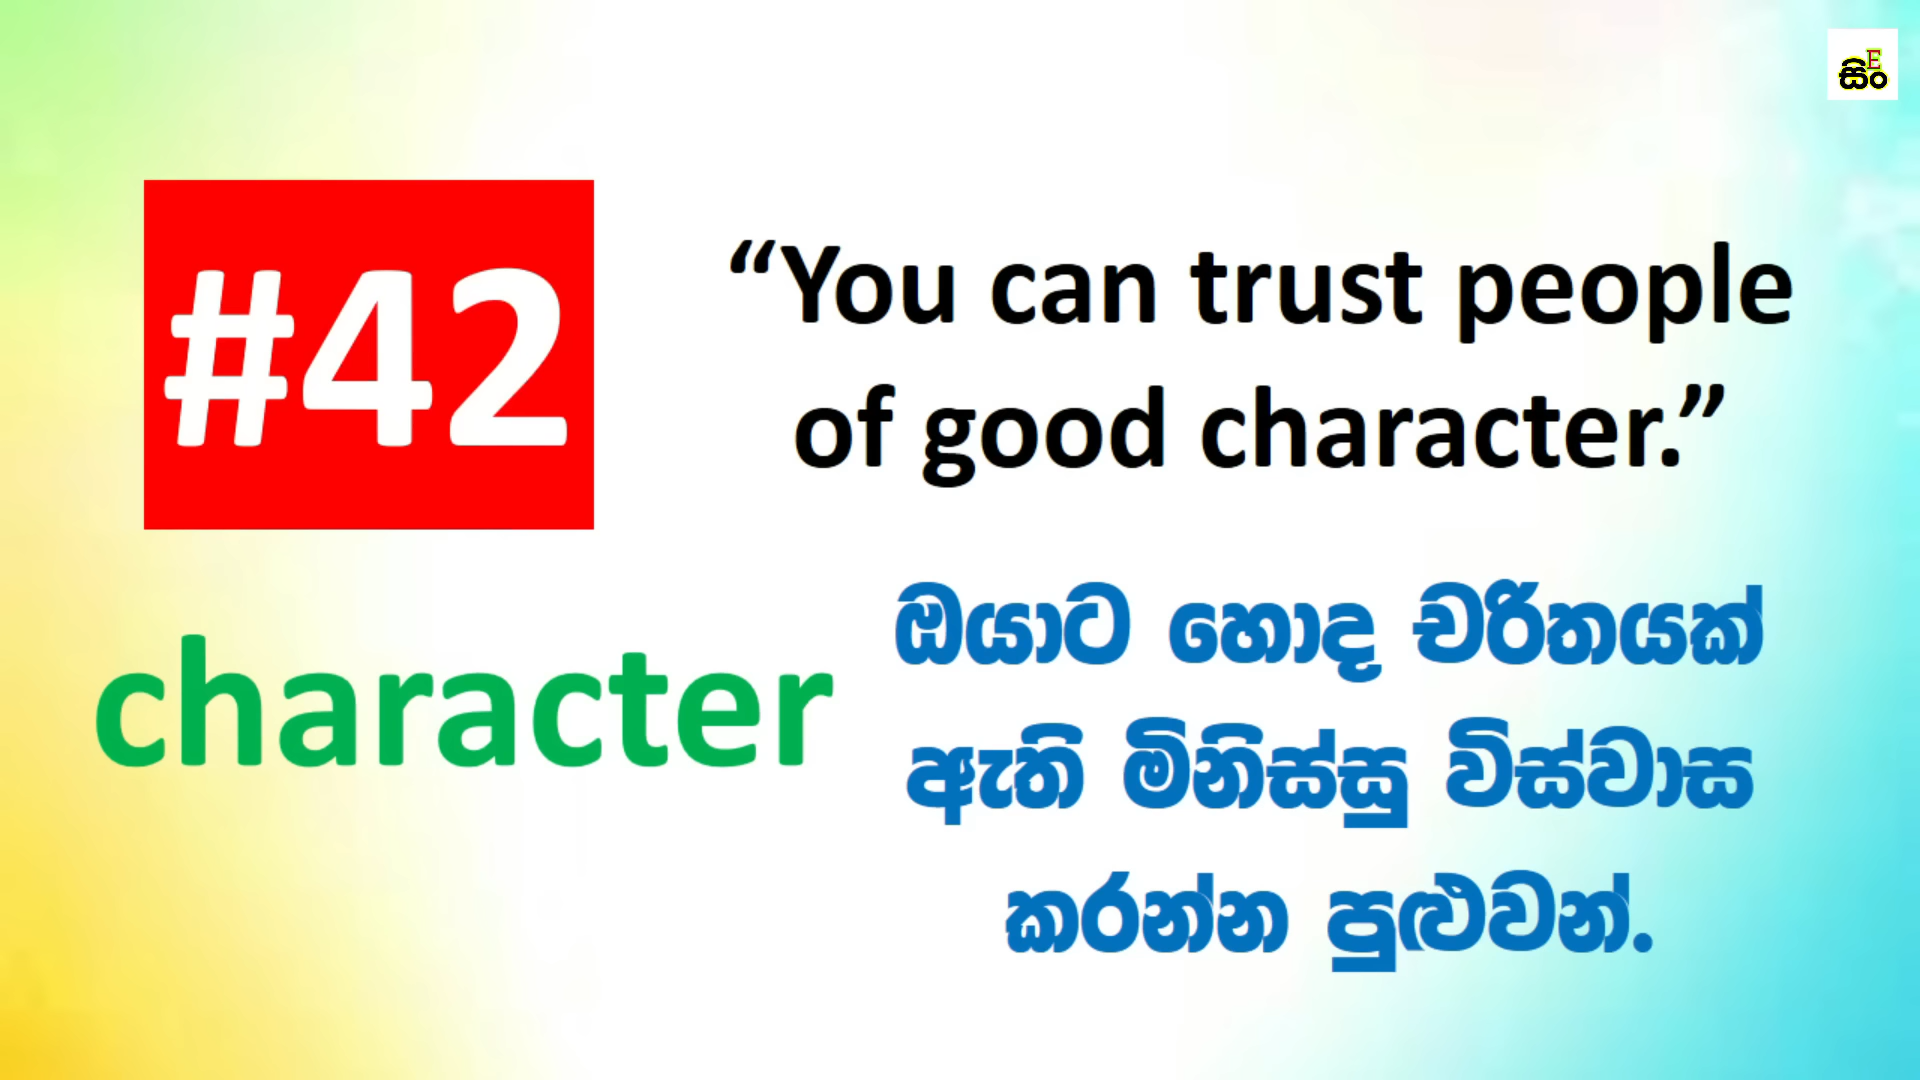 සිං
E
#42
“You can trust people
of good character.”
character
ඔයාට හොද චරිතයක්
ඇති මිනිස්සු විස්වාස
කරන්න පුළුවන්.